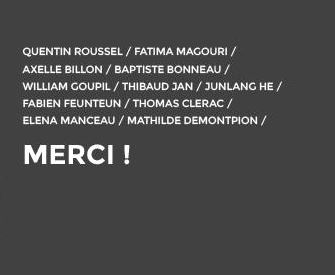 QUENTIN ROUSSEL / FATIMA MAGOURI /
AXELLE BILLON / BAPTISTE BONNEAU /
WILLIAM GOUPIL / THIBAUD JAN / JUNLANG HE /
FABIEN FEUNTEUN / THOMAS CLERAC /
ELENA MANCEAU / MATHILDE DEMONTPION /
MERCI !